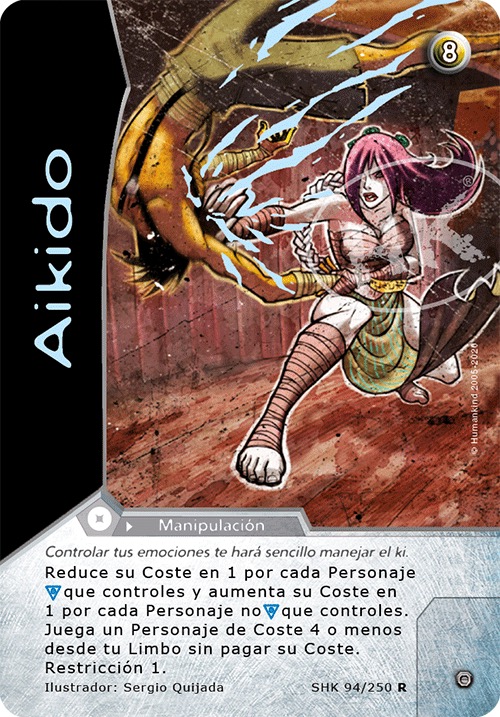 8
Aikido
®
© Humankind 2005-2020
Manipulación
Controlar tus emociones te hará sencillo manejar el ki.
Reduce su Coste en 1 por cada Personaje
que controles y aumenta su Coste en
1 por cada Personaje no que controles.
Juega un Personaje de Coste 4 o menos
desde tu Limbo sin pagar su Coste.
Restricción 1.
Ilustrador: Sergio Quijada
SHK 94/250 R